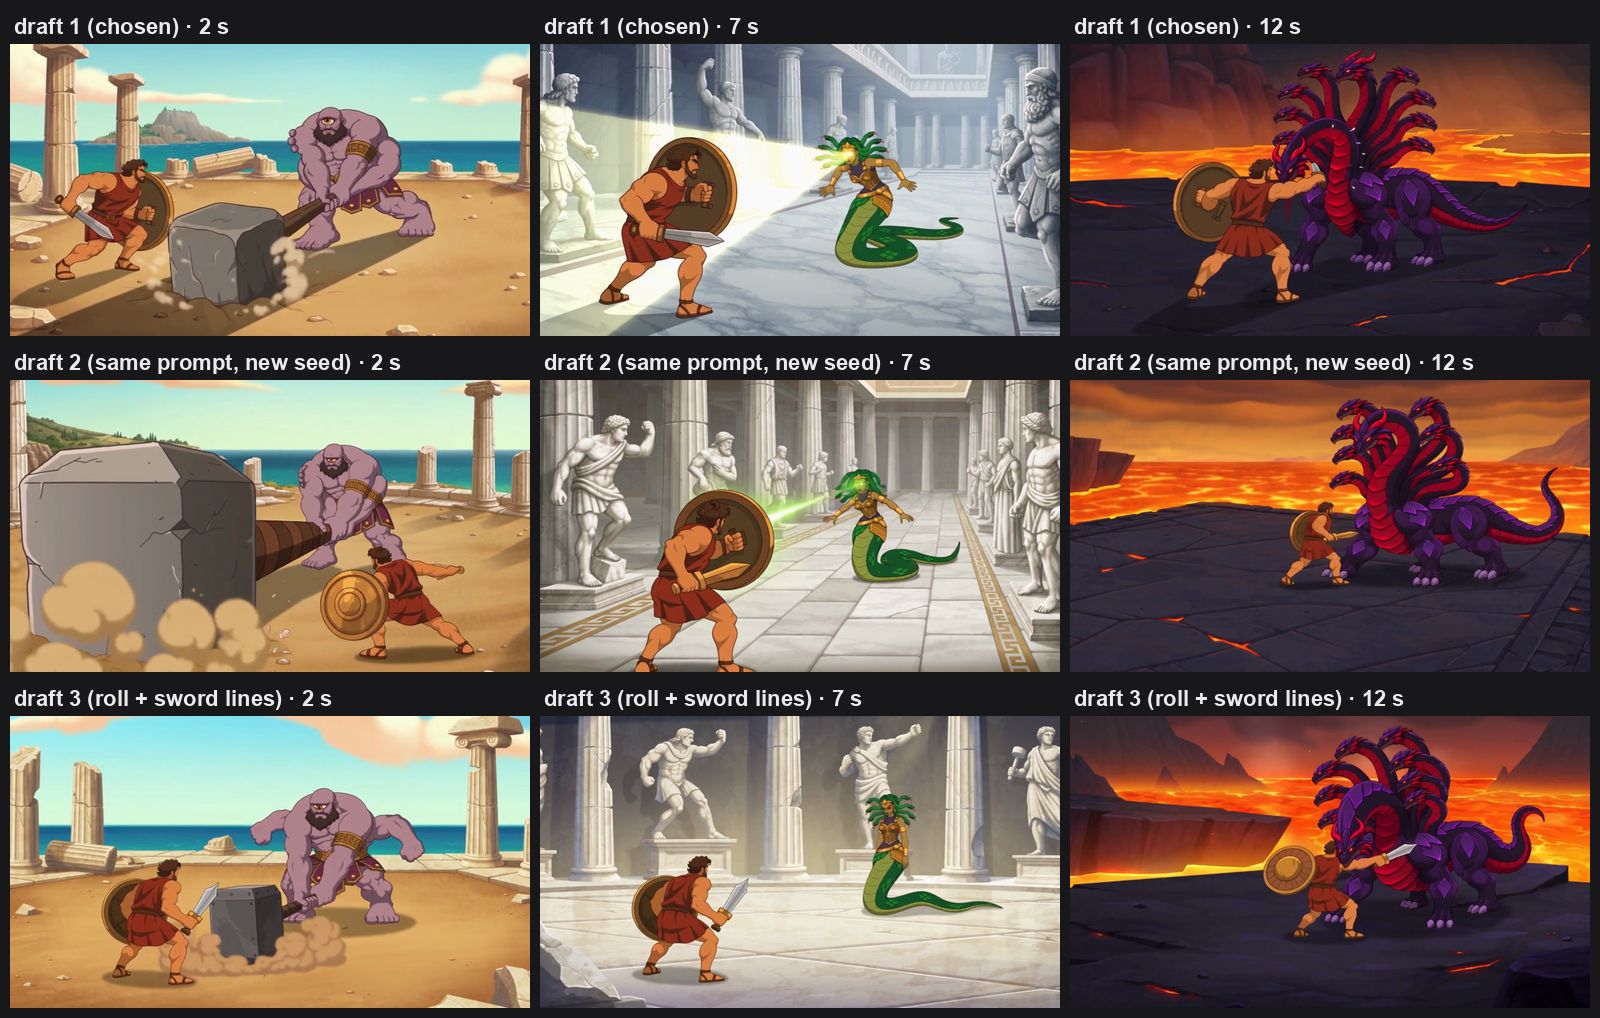 draft 1 (chosen) · 2 s
draft 1 (chosen) · 7 s
draft 1 (chosen) · 12 s
draft 2 (same prompt, new seed) · 2 s
draft 2 (same prompt, new seed) · 7 s
draft 2 (same prompt, new seed) · 12 s
draft 3 (roll + sword lines) · 2 s
draft 3 (roll + sword lines) · 7 s
draft 3 (roll + sword lines) · 12 s